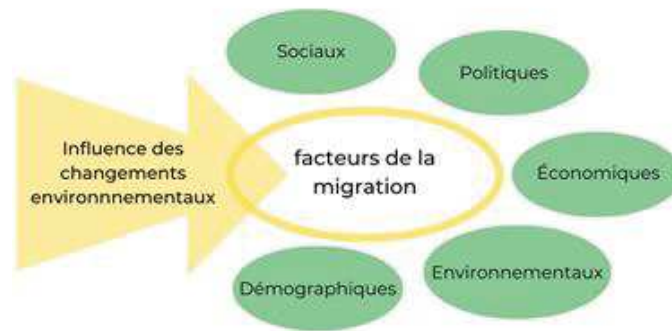 Sociaux
Politiques
Influence des
changements
environnnementaux
facteurs de la
migration
Économiques
Démographiques
Environnementaux